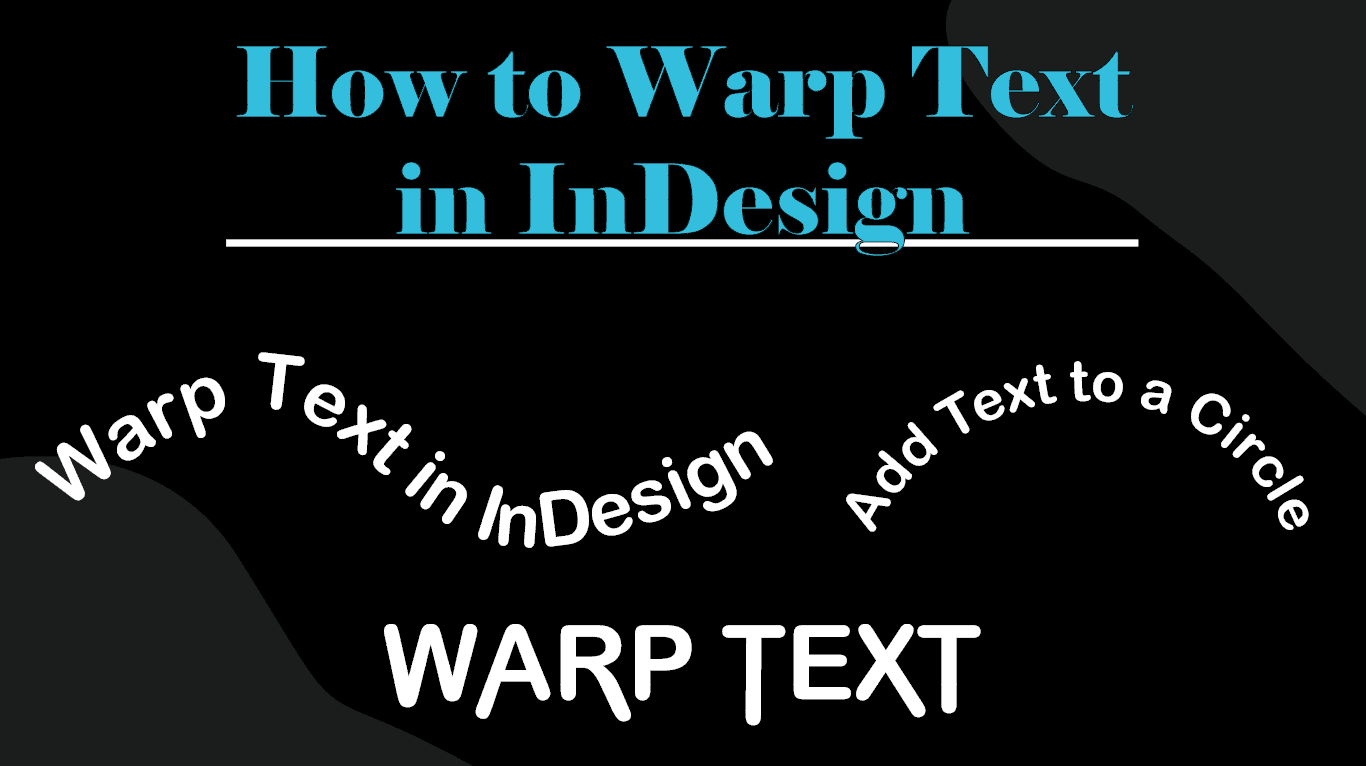 How to Warp Text
in InDesign
Warp Text in InDesign
Add Text to a Circle
WARP TEXT